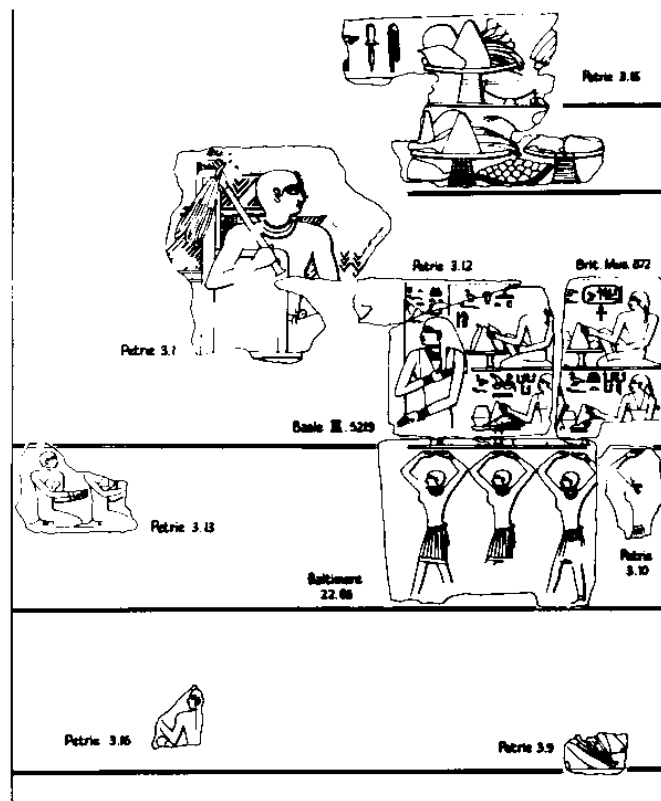 Petrie 3.15
Petrie 3.12
Brit. Mus. 872
Petrie 3.1
Basle III. 5219
Petrie 3.13
Petrie
3.10
Baltimore
22.86
Petrie 3.16
Petrie 3.9